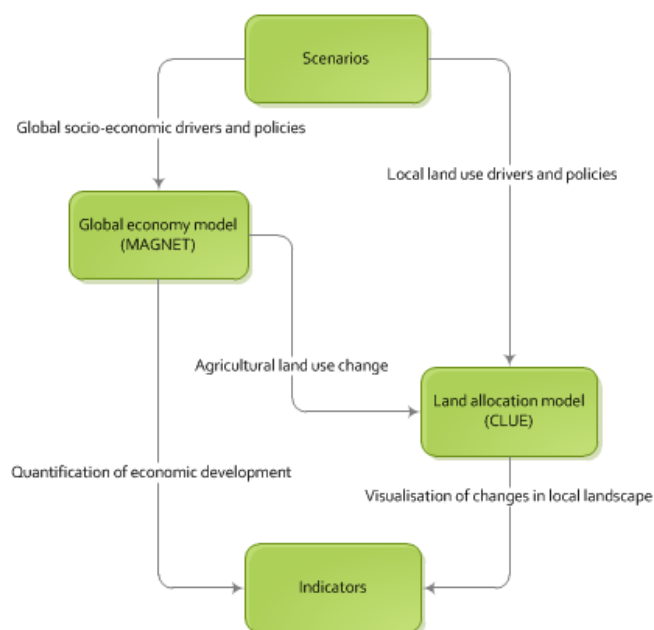 Scenarios
Global socio-economic drivers and policies
Local land use drivers and policies
Global economy model
(MAGNET)
Agricultural land use change
Land allocation model
(CLUE)
Quantification of economic development
Visualisation of changes in local landscape
Indicators